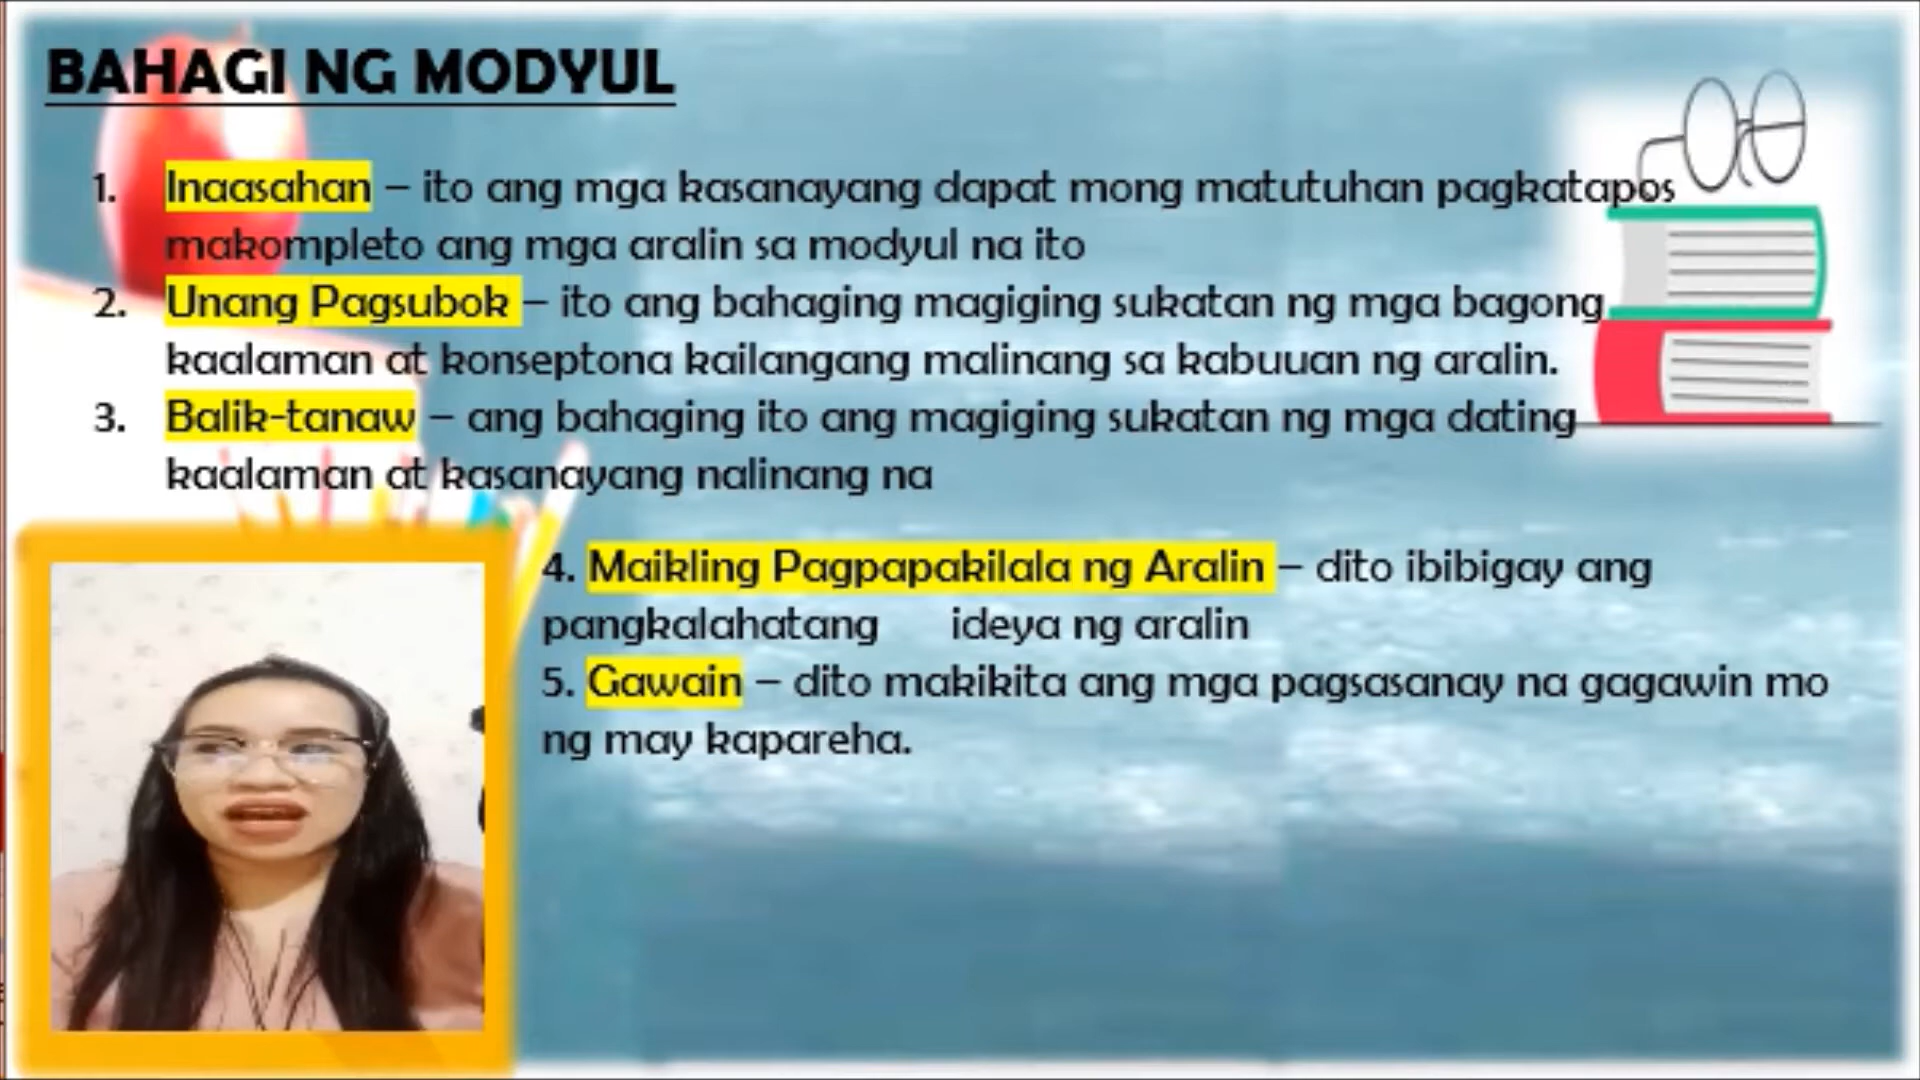 BAHAGI NG MODYUL
1. Inaasahan – ito ang mga kasanayang dapat mong matutuhan pagkatapos
makompleto ang mga aralin sa modyul na ito
2. Unang Pagsubok – ito ang bahaging magiging sukatan ng mga bagong
kaalaman at konseptona kailangang malinang sa kabuuan ng aralin.
3. Balik-tanaw – ang bahaging ito ang magiging sukatan ng mga dating
kaalaman at kasanayang nalinang na
4. Maikling Pagpapakilala ng Aralin – dito ibibigay ang
pangkalahatang ideya ng aralin
5. Gawain – dito makikita ang mga pagsasanay na gagawin mo
ng may kapareha.